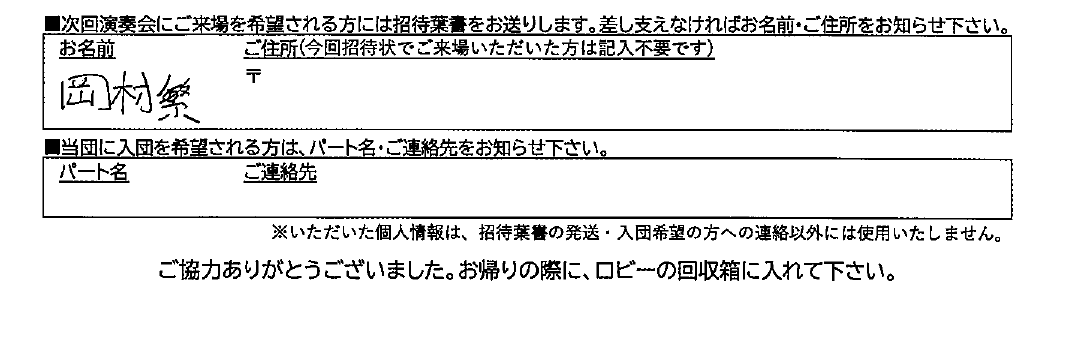 ■次回演奏会にご来場を希望される方には招待葉書をお送りします。差し支えなければお名前・ご住所をお知らせ下さい。
お名前 ご住所(今回招待状でご来場いただいた方は記入不要です)
〒
岡村繁
■当団に入団を希望される方は、パート名・ご連絡先をお知らせ下さい。
パート名 ご連絡先
※いただいた個人情報は、招待葉書の発送・入団希望の方への連絡以外には使用いたしません。
ご協力ありがとうございました。お帰りの際に、ロビーの回収箱に入れて下さい。